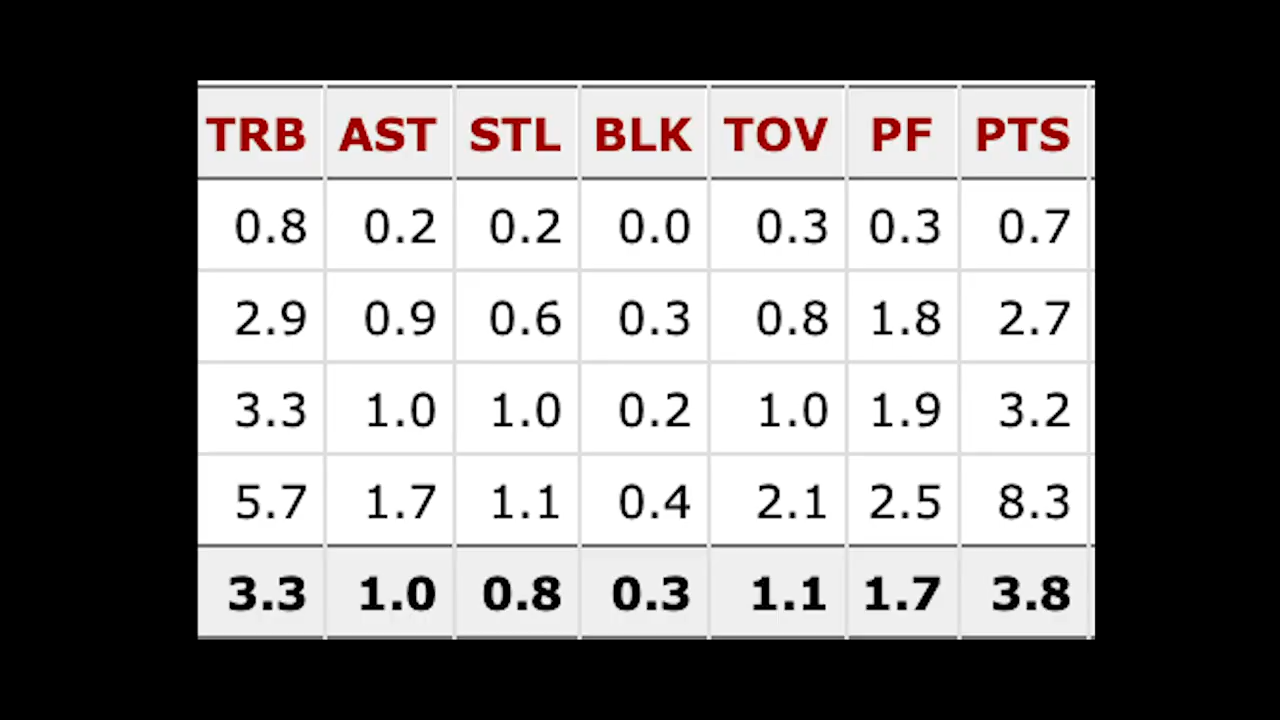 TRB AST STL BLK TOV PF PTS
0.8 0.2 0.2 0.0 0.3 0.3 0.7
2.9 0.9 0.6 0.3 0.8 1.8 2.7
3.3 1.0 1.0 0.2 1.0 1.9 3.2
5.7 1.7 1.1 0.4 2.1 2.5 8.3
3.3 1.0 0.8 0.3 1.1 1.7 3.8